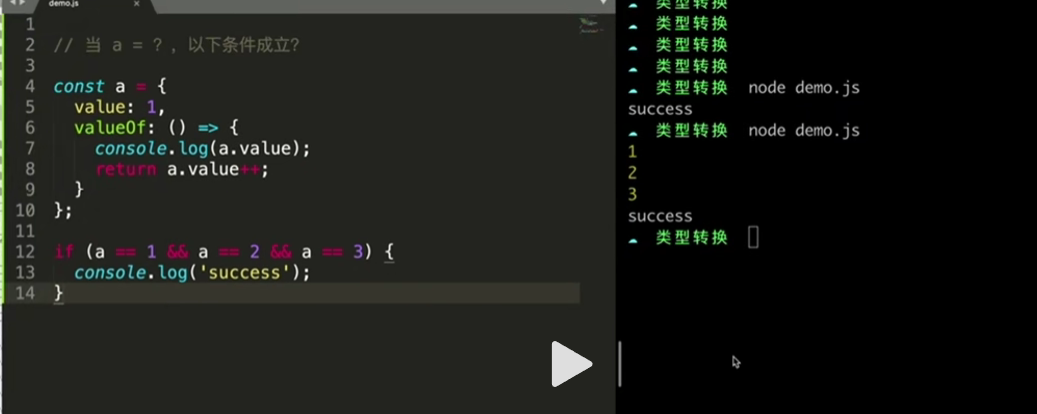 demo.js
1
2 // 当 a = ? ，以下条件成立?
3
4 const a = {
5 value: 1,
6 valueOf: () => {
7 console.log(a.value);
8 return a.value++;
9 }
10 };
11
12 if (a == 1 && a == 2 && a == 3) {
13 console.log('success');
14 }
类型转换
类型转换
类型转换
类型转换
类型转换 node demo.js
success
类型转换 node demo.js
1
2
3
success
类型转换